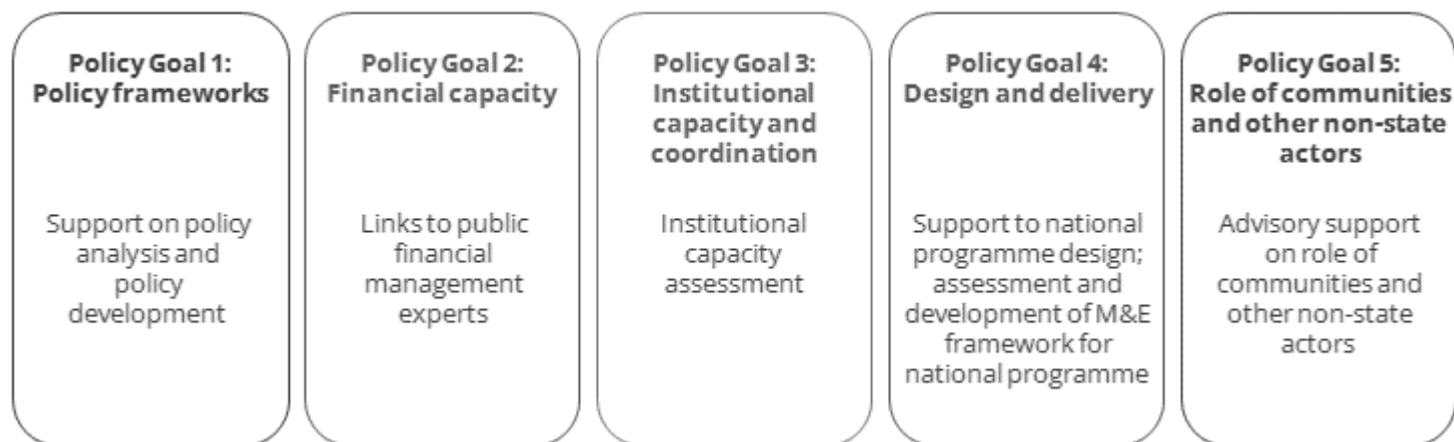 Policy Goal 1:
Policy frameworks
Support on policy
analysis and
policy
development
Policy Goal 2:
Financial capacity
Links to public
financial
management
experts
Policy Goal 3:
Institutional
capacity and
coordination
Institutional
capacity
assessment
Policy Goal 4:
Design and delivery
Support to national
programme design;
assessment and
development of M&E
framework for
national programme
Policy Goal 5:
Role of communities
and other non-state
actors
Advisory support
on role of
communities and
other non-state
actors